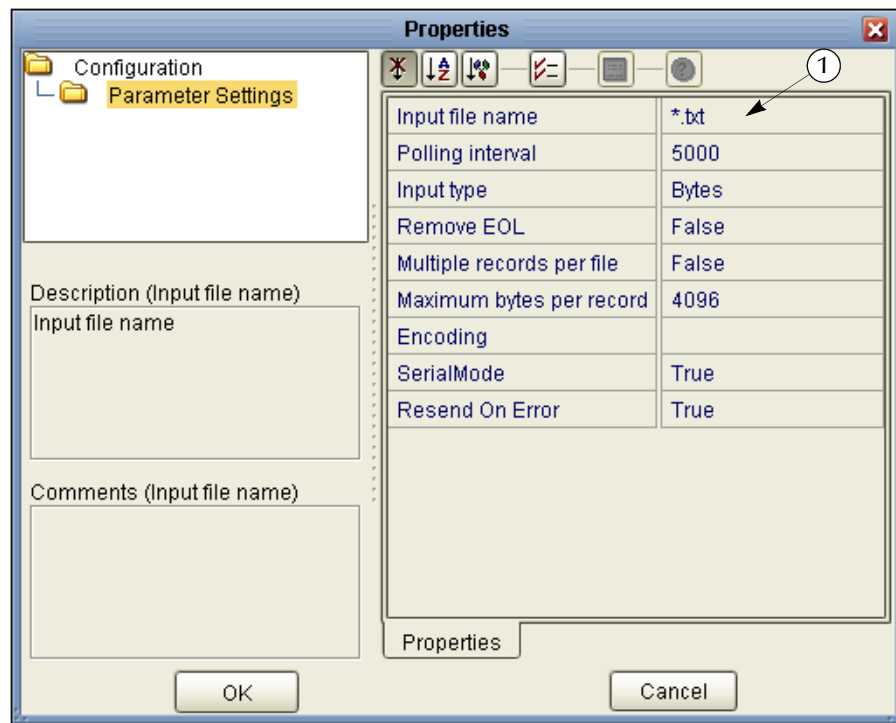 Properties
Configuration
Parameter Settings
Description (Input file name)
Input file name
Comments (Input file name)
1
Input file name *.txt
Polling interval 5000
Input type Bytes
Remove EOL False
Multiple records per file False
Maximum bytes per record 4096
Encoding
SerialMode True
Resend On Error True
Properties
OK
Cancel